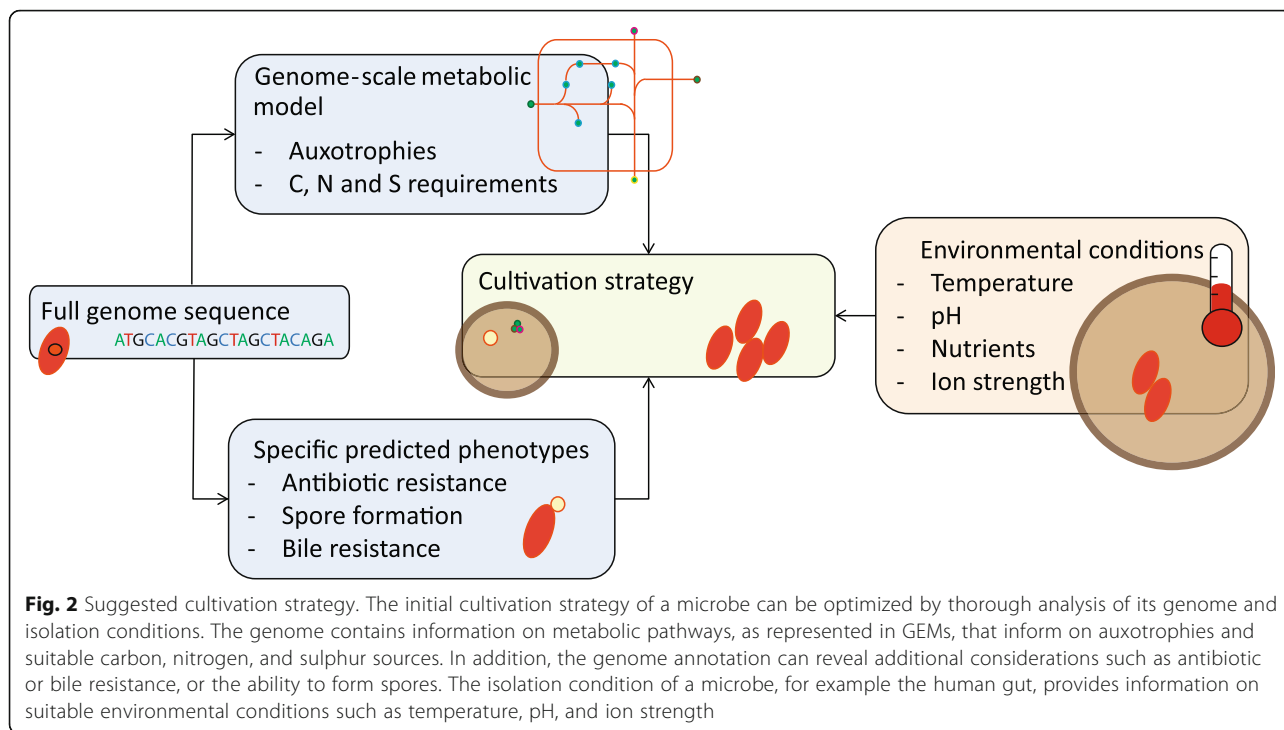 Genome-scale metabolic
model
- Auxotrophies
- C, N and S requirements
Full genome sequence
ATGCACGTAGCTAGCTACAGA
Cultivation strategy
Environmental conditions
- Temperature
- pH
- Nutrients
- Ion strength
Specific predicted phenotypes
- Antibiotic resistance
- Spore formation
- Bile resistance
Fig. 2 Suggested cultivation strategy. The initial cultivation strategy of a microbe can be optimized by thorough analysis of its genome and
isolation conditions. The genome contains information on metabolic pathways, as represented in GEMs, that inform on auxotrophies and
suitable carbon, nitrogen, and sulphur sources. In addition, the genome annotation can reveal additional considerations such as antibiotic
or bile resistance, or the ability to form spores. The isolation condition of a microbe, for example the human gut, provides information on
suitable environmental conditions such as temperature, pH, and ion strength